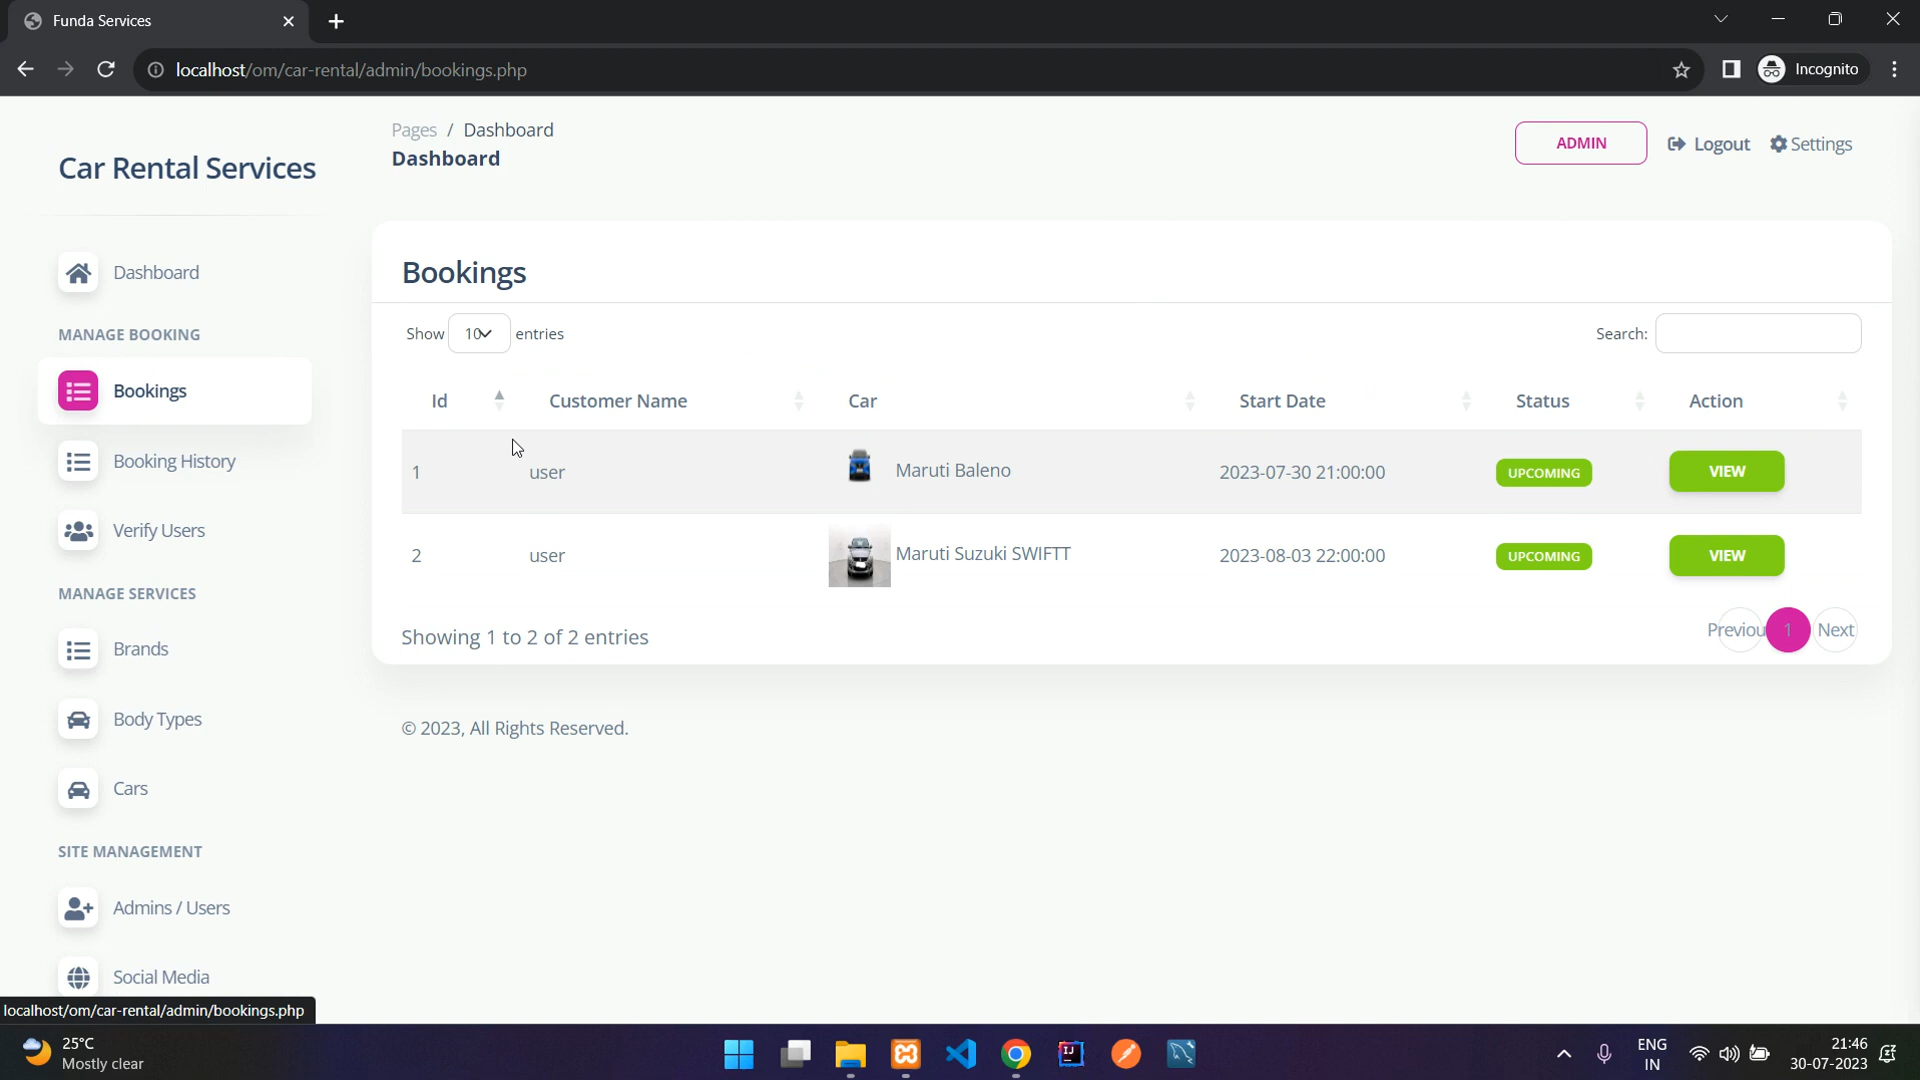 Funda Services
localhost/om/car-rental/admin/bookings.php
Incognito
Car Rental Services
Pages / Dashboard
Dashboard
ADMIN
Logout
Settings
Dashboard
MANAGE BOOKING
Bookings
Booking History
Verify Users
MANAGE SERVICES
Brands
Body Types
Cars
SITE MANAGEMENT
Admins / Users
Social Media
Bookings
Show 10 entries
Search:
Id Customer Name Car Start Date Status Action
1 user Maruti Baleno 2023-07-30 21:00:00 UPCOMING VIEW
2 user Maruti Suzuki SWIFTT 2023-08-03 22:00:00 UPCOMING VIEW
Showing 1 to 2 of 2 entries
Previou 1 Next
© 2023, All Rights Reserved.
localhost/om/car-rental/admin/bookings.php
25°C
Mostly clear
IJ
ENG
IN
21:46
30-07-2023